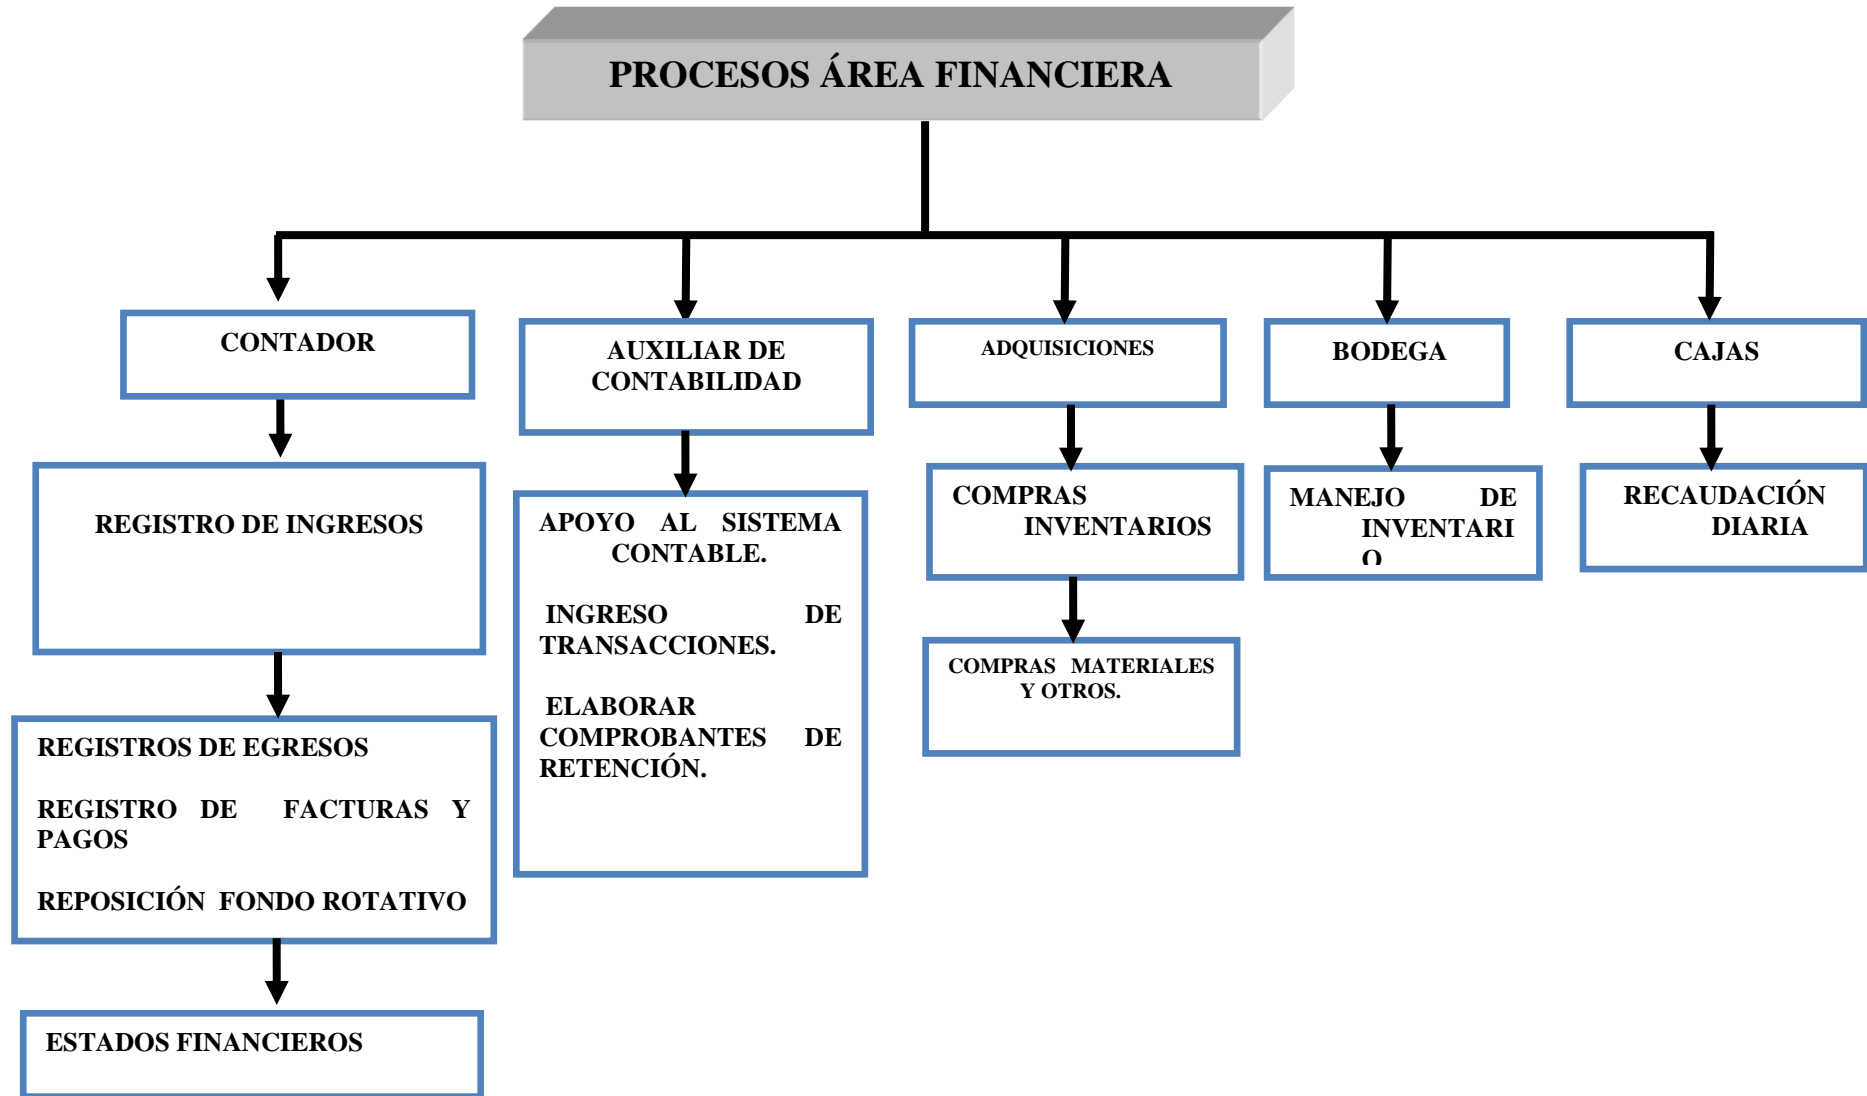 PROCESOS ÁREA FINANCIERA
CONTADOR
REGISTRO DE INGRESOS
REGISTROS DE EGRESOS
REGISTRO DE FACTURAS Y
PAGOS
REPOSICIÓN FONDO ROTATIVO
ESTADOS FINANCIEROS
AUXILIAR DE
CONTABILIDAD
APOYO AL SISTEMA
CONTABLE.
INGRESO DE
TRANSACCIONES.
ELABORAR
COMPROBANTES DE
RETENCIÓN.
ADQUISICIONES
COMPRAS
INVENTARIOS
COMPRAS MATERIALES
Y OTROS.
BODEGA
MANEJO DE
INVENTARI
O
CAJAS
RECAUDACIÓN
DIARIA